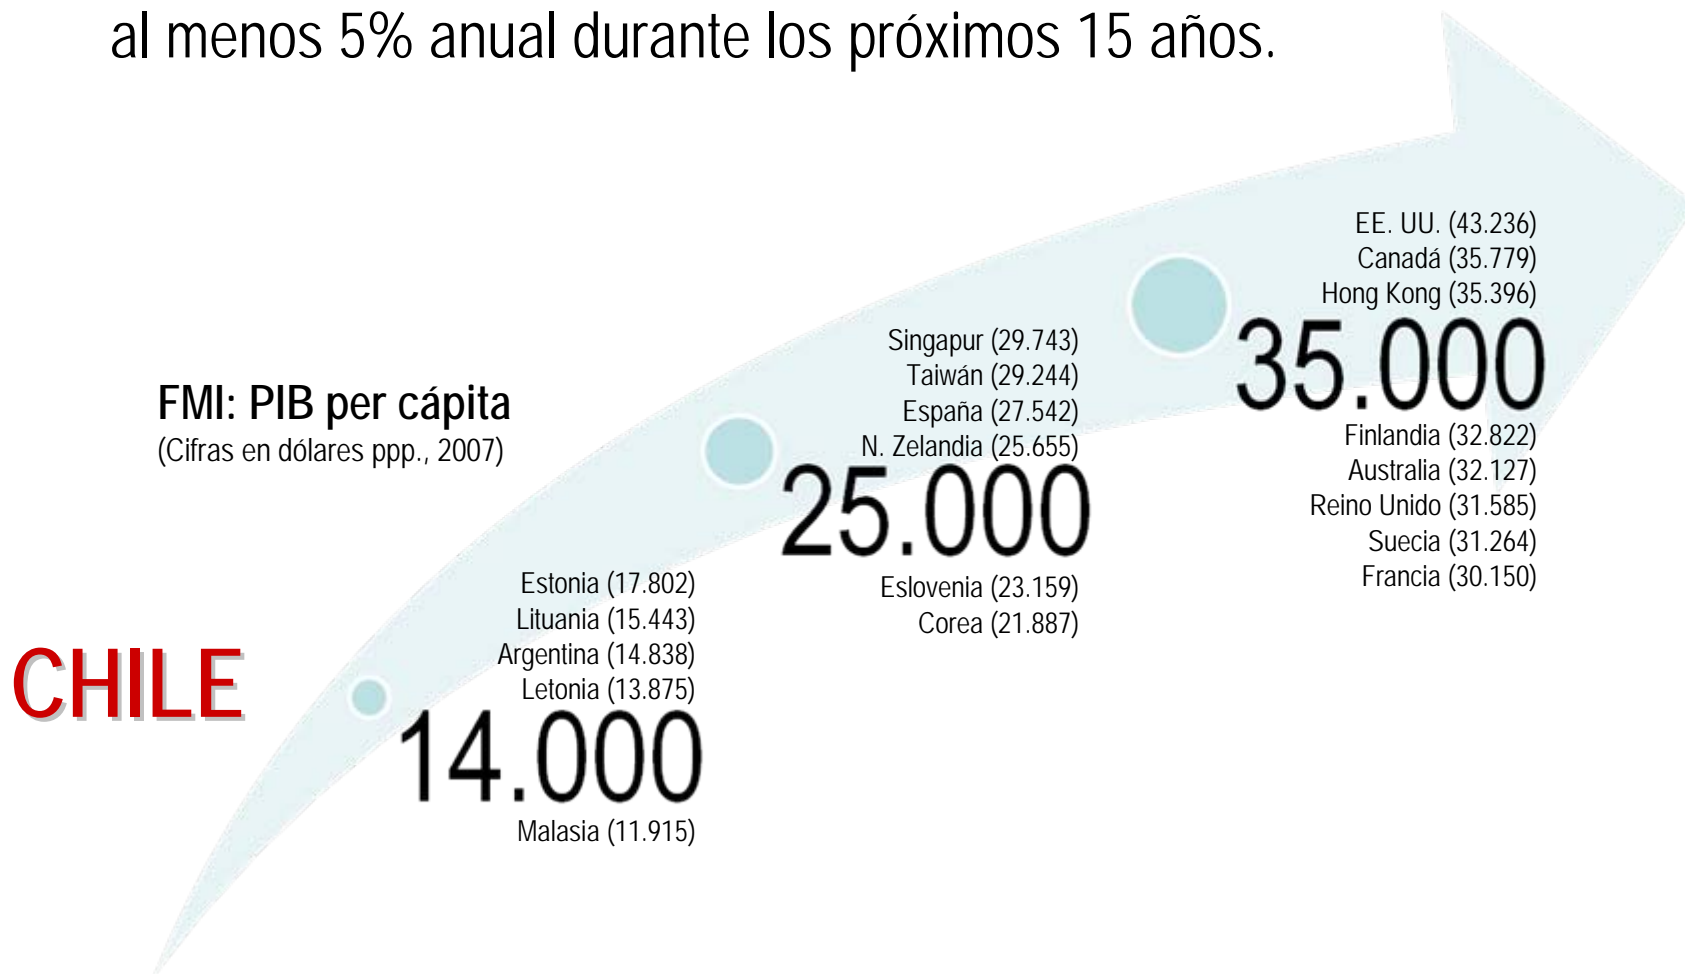 al menos 5% anual durante los próximos 15 años.
EE. UU. (43.236)
Canadá (35.779)
Hong Kong (35.396)
35.000
Finlandia (32.822)
Australia (32.127)
Reino Unido (31.585)
Suecia (31.264)
Francia (30.150)
Singapur (29.743)
Taiwán (29.244)
España (27.542)
N. Zelandia (25.655)
25.000
Eslovenia (23.159)
Corea (21.887)
FMI: PIB per cápita
(Cifras en dólares ppp., 2007)
Estonia (17.802)
Lituania (15.443)
Argentina (14.838)
Letonia (13.875)
14.000
Malasia (11.915)
CHILE